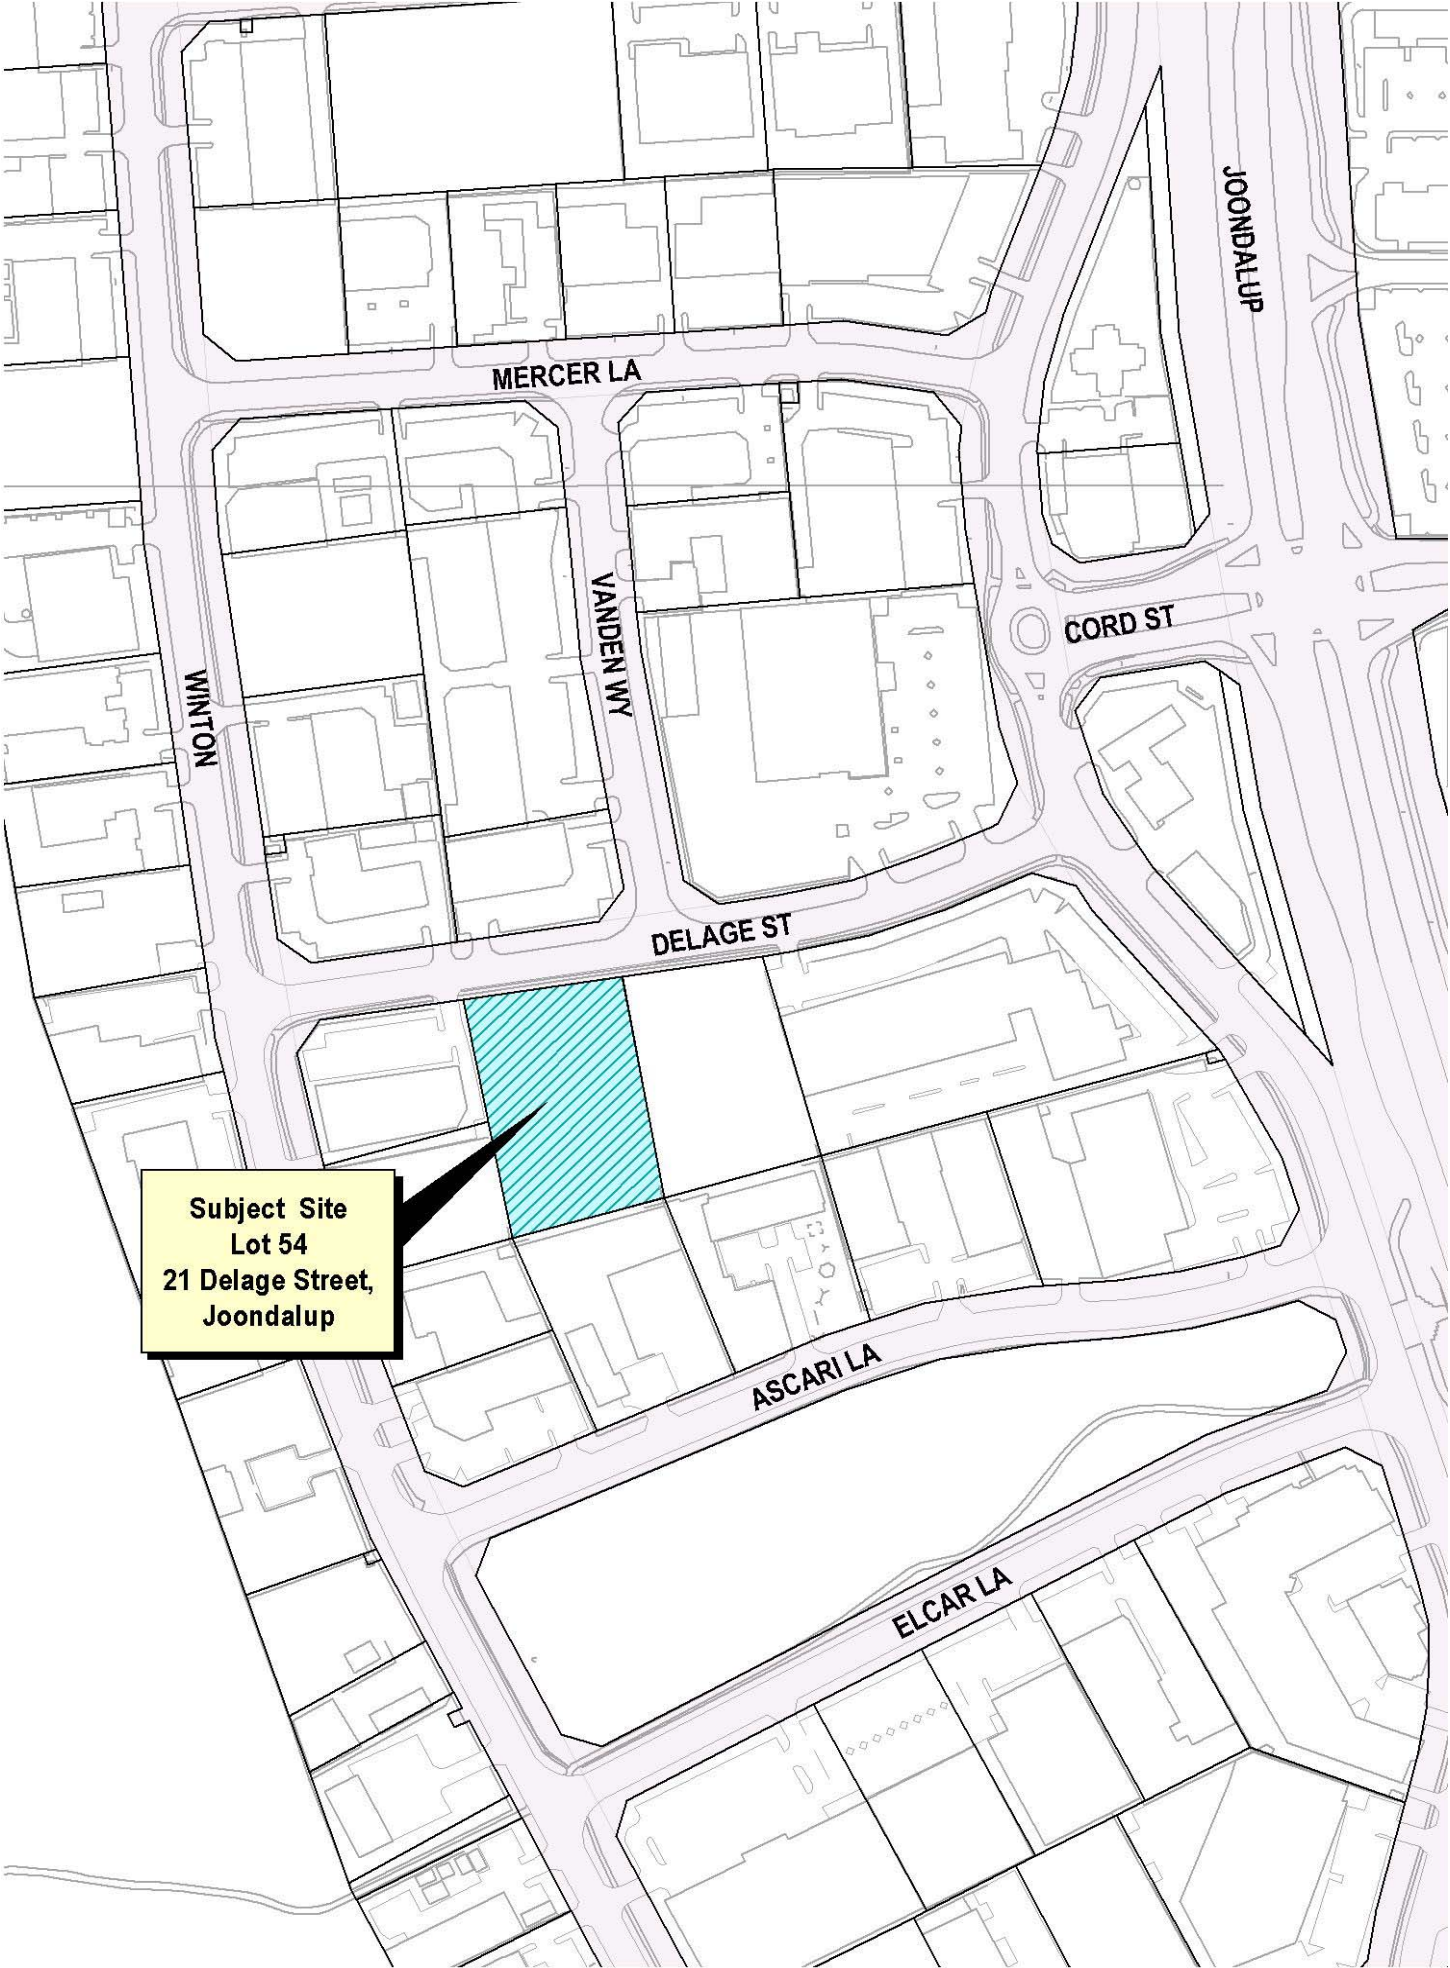 JOONDALUP
MERCER LA
VANDEN WY
CORD ST
WINTON
DELAGE ST
Subject Site
Lot 54
21 Delage Street,
Joondalup
ASCARI LA
ELCAR LA